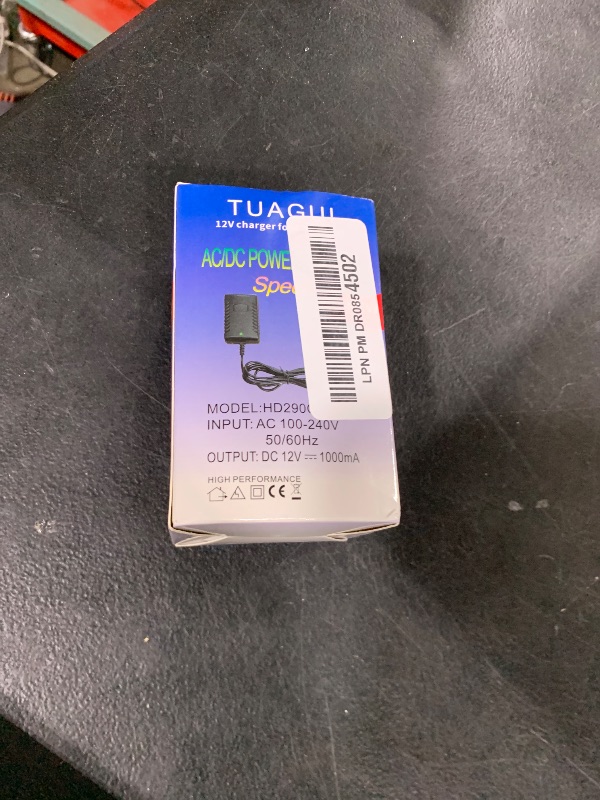 TUAGUI
12V charger
AC/DC POWE
Spe
MODEL:HD290
INPUT: AC 100-240V
50/60Hz
OUTPUT: DC 12V ⎓ 1000mA
HIGH PERFORMANCE
CE
LPN PM DR0854502